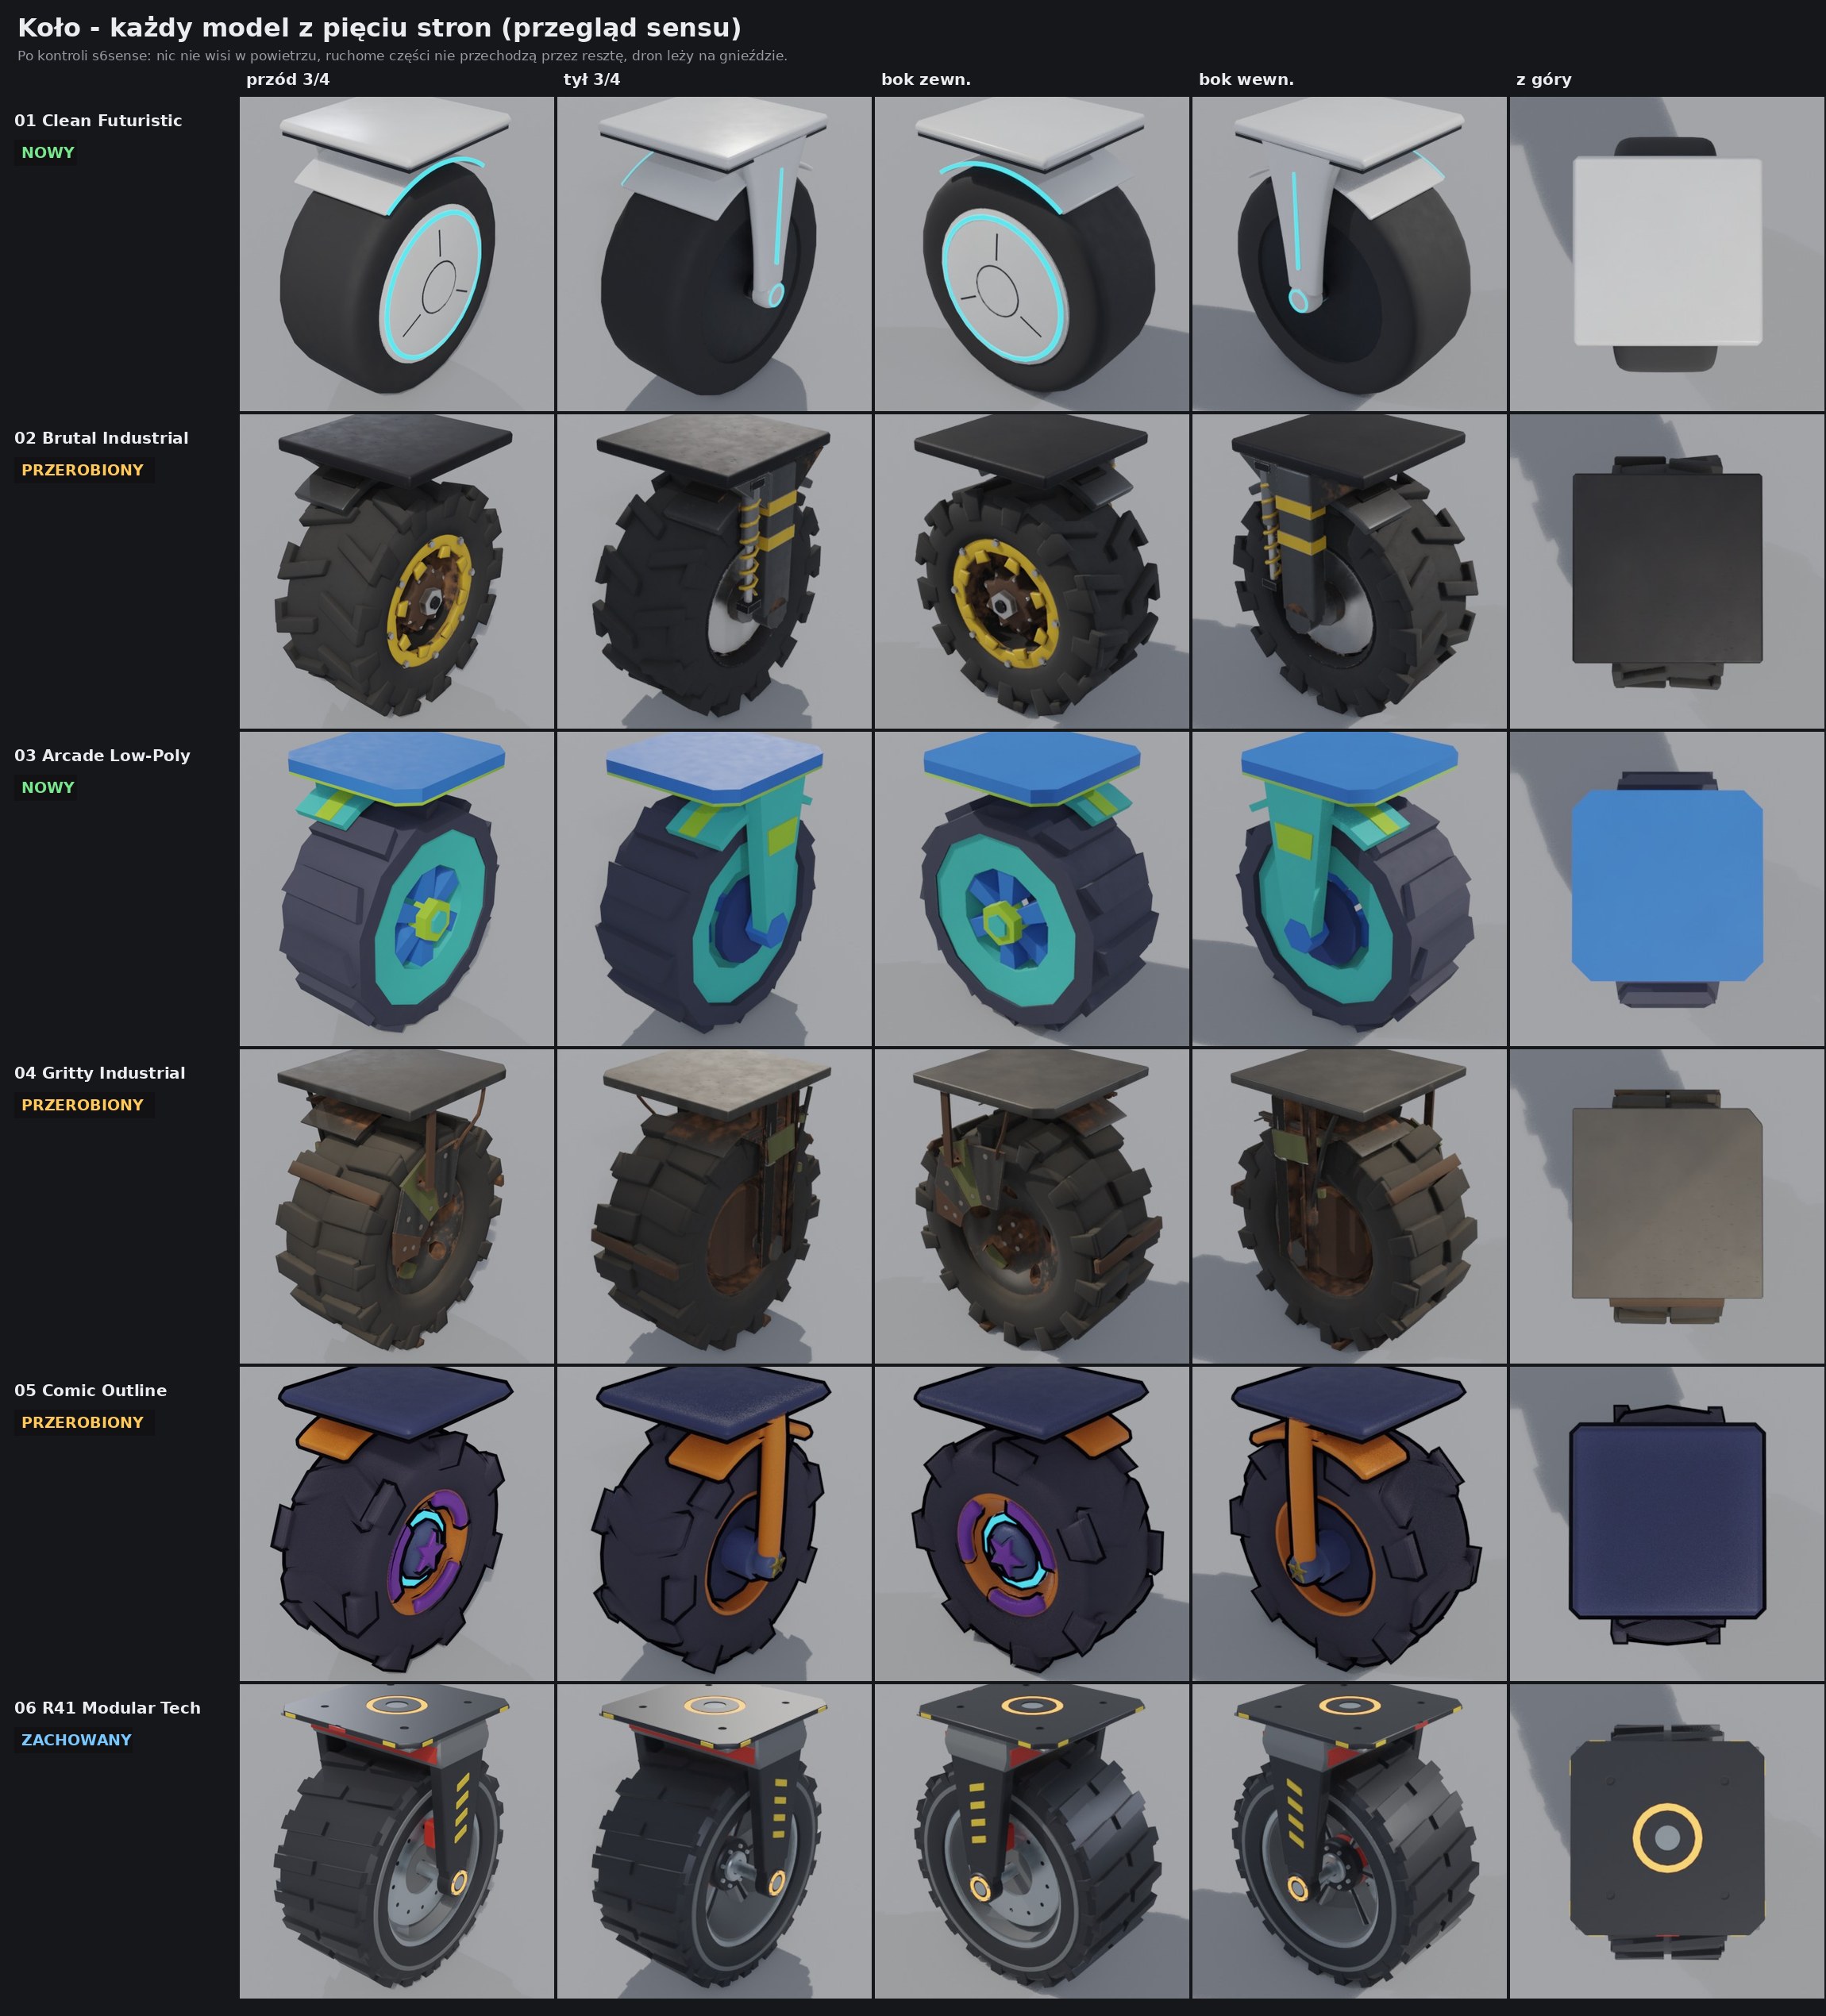 Koło - każdy model z pięciu stron (przegląd sensu)
Po kontroli s6sense: nic nie wisi w powietrzu, ruchome części nie przechodzą przez resztę, dron leży na gnieździe.
przód 3/4 tył 3/4 bok zewn. bok wewn. z góry
01 Clean Futuristic
NOWY
02 Brutal Industrial
PRZEROBIONY
03 Arcade Low-Poly
NOWY
04 Gritty Industrial
PRZEROBIONY
05 Comic Outline
PRZEROBIONY
06 R41 Modular Tech
ZACHOWANY